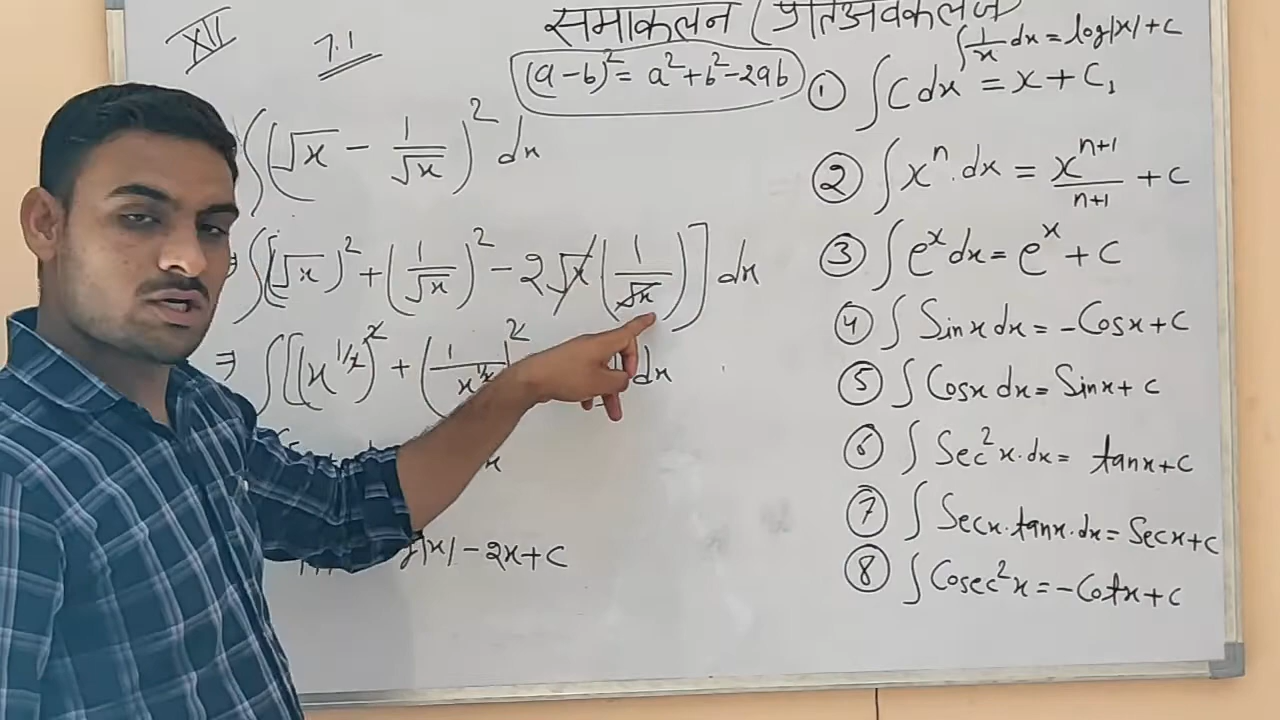 समाकलन (प्रतिअवकलज)
XII 7.1
(a-b)² = a²+b²-2ab
∫(√x - 1/√x)² dx
⇒ ∫[(√x)² + (1/√x)² - 2√x(1/√x)] dx
⇒ ∫[(x^1/2)² + (1/x^1/2)² dx
x
|x| - 2x+c
∫1/x dx = log|x|+c
① ∫c dx = x + C₁
② ∫xⁿ.dx = xⁿ⁺¹/n+1 + c
③ ∫eˣdx = eˣ + c
④ ∫Sinx dx = -Cosx+c
⑤ ∫Cosx dx = Sinx+c
⑥ ∫Sec²x.dx = tanx+c
⑦ ∫Secx.tanx.dx = Secx+c
⑧ ∫Cosec²x = -Cotx+c